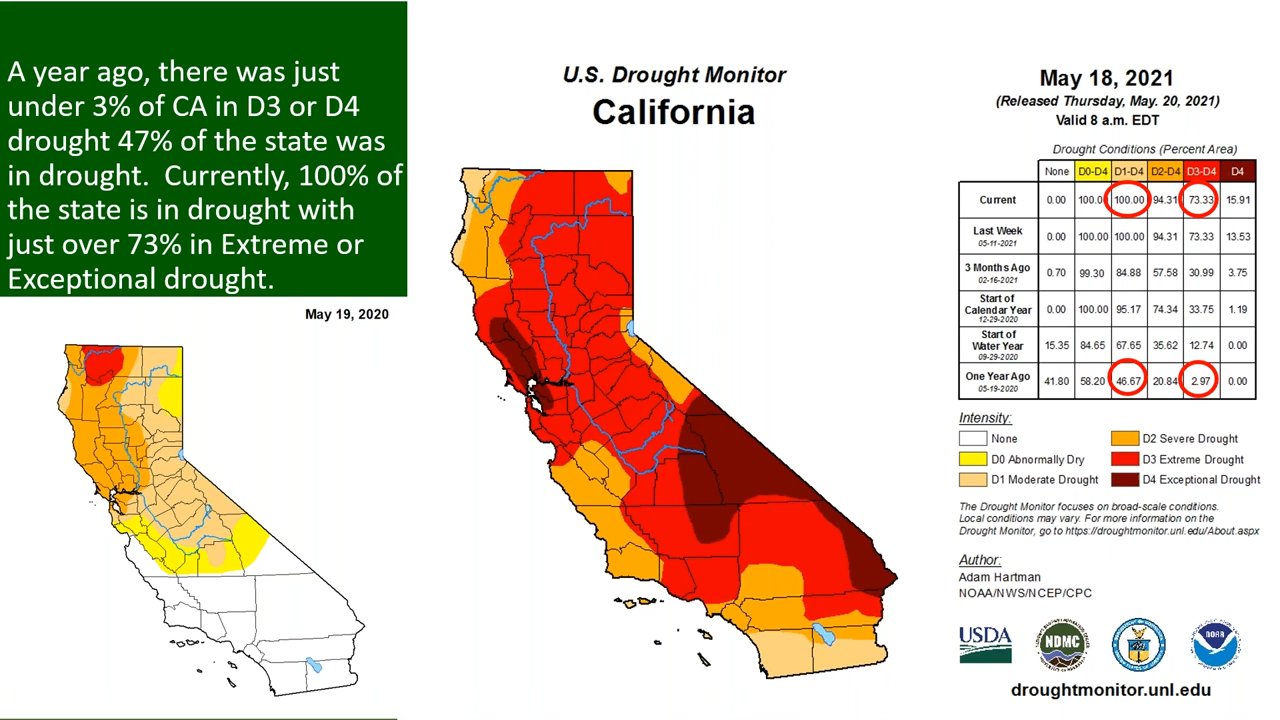 A year ago, there was just
under 3% of CA in D3 or D4
drought 47% of the state was
in drought.  Currently, 100% of
the state is in drought with
just over 73% in Extreme or
Exceptional drought.
May 19, 2020
U.S. Drought Monitor
California
May 18, 2021
(Released Thursday, May. 20, 2021)
Valid 8 a.m. EDT
Drought Conditions (Percent Area)
None D0-D4 D1-D4 D2-D4 D3-D4 D4
Current 0.00 100.00 100.00 94.31 73.33 15.91
Last Week
05-11-2021
0.00 100.00 100.00 94.31 73.33 13.53
3 Months Ago
02-16-2021
0.70 99.30 84.88 57.58 30.99 3.75
Start of
Calendar Year
12-29-2020
0.00 100.00 95.17 74.34 33.75 1.19
Start of
Water Year
09-29-2020
15.35 84.65 67.65 35.62 12.74 0.00
One Year Ago
05-19-2020
41.80 58.20 46.67 20.84 2.97 0.00
Intensity:
None
D0 Abnormally Dry
D1 Moderate Drought
D2 Severe Drought
D3 Extreme Drought
D4 Exceptional Drought
The Drought Monitor focuses on broad-scale conditions.
Local conditions may vary. For more information on the
Drought Monitor, go to https://droughtmonitor.unl.edu/About.aspx
Author:
Adam Hartman
NOAA/NWS/NCEP/CPC
USDA
NDMC
NOAA
droughtmonitor.unl.edu